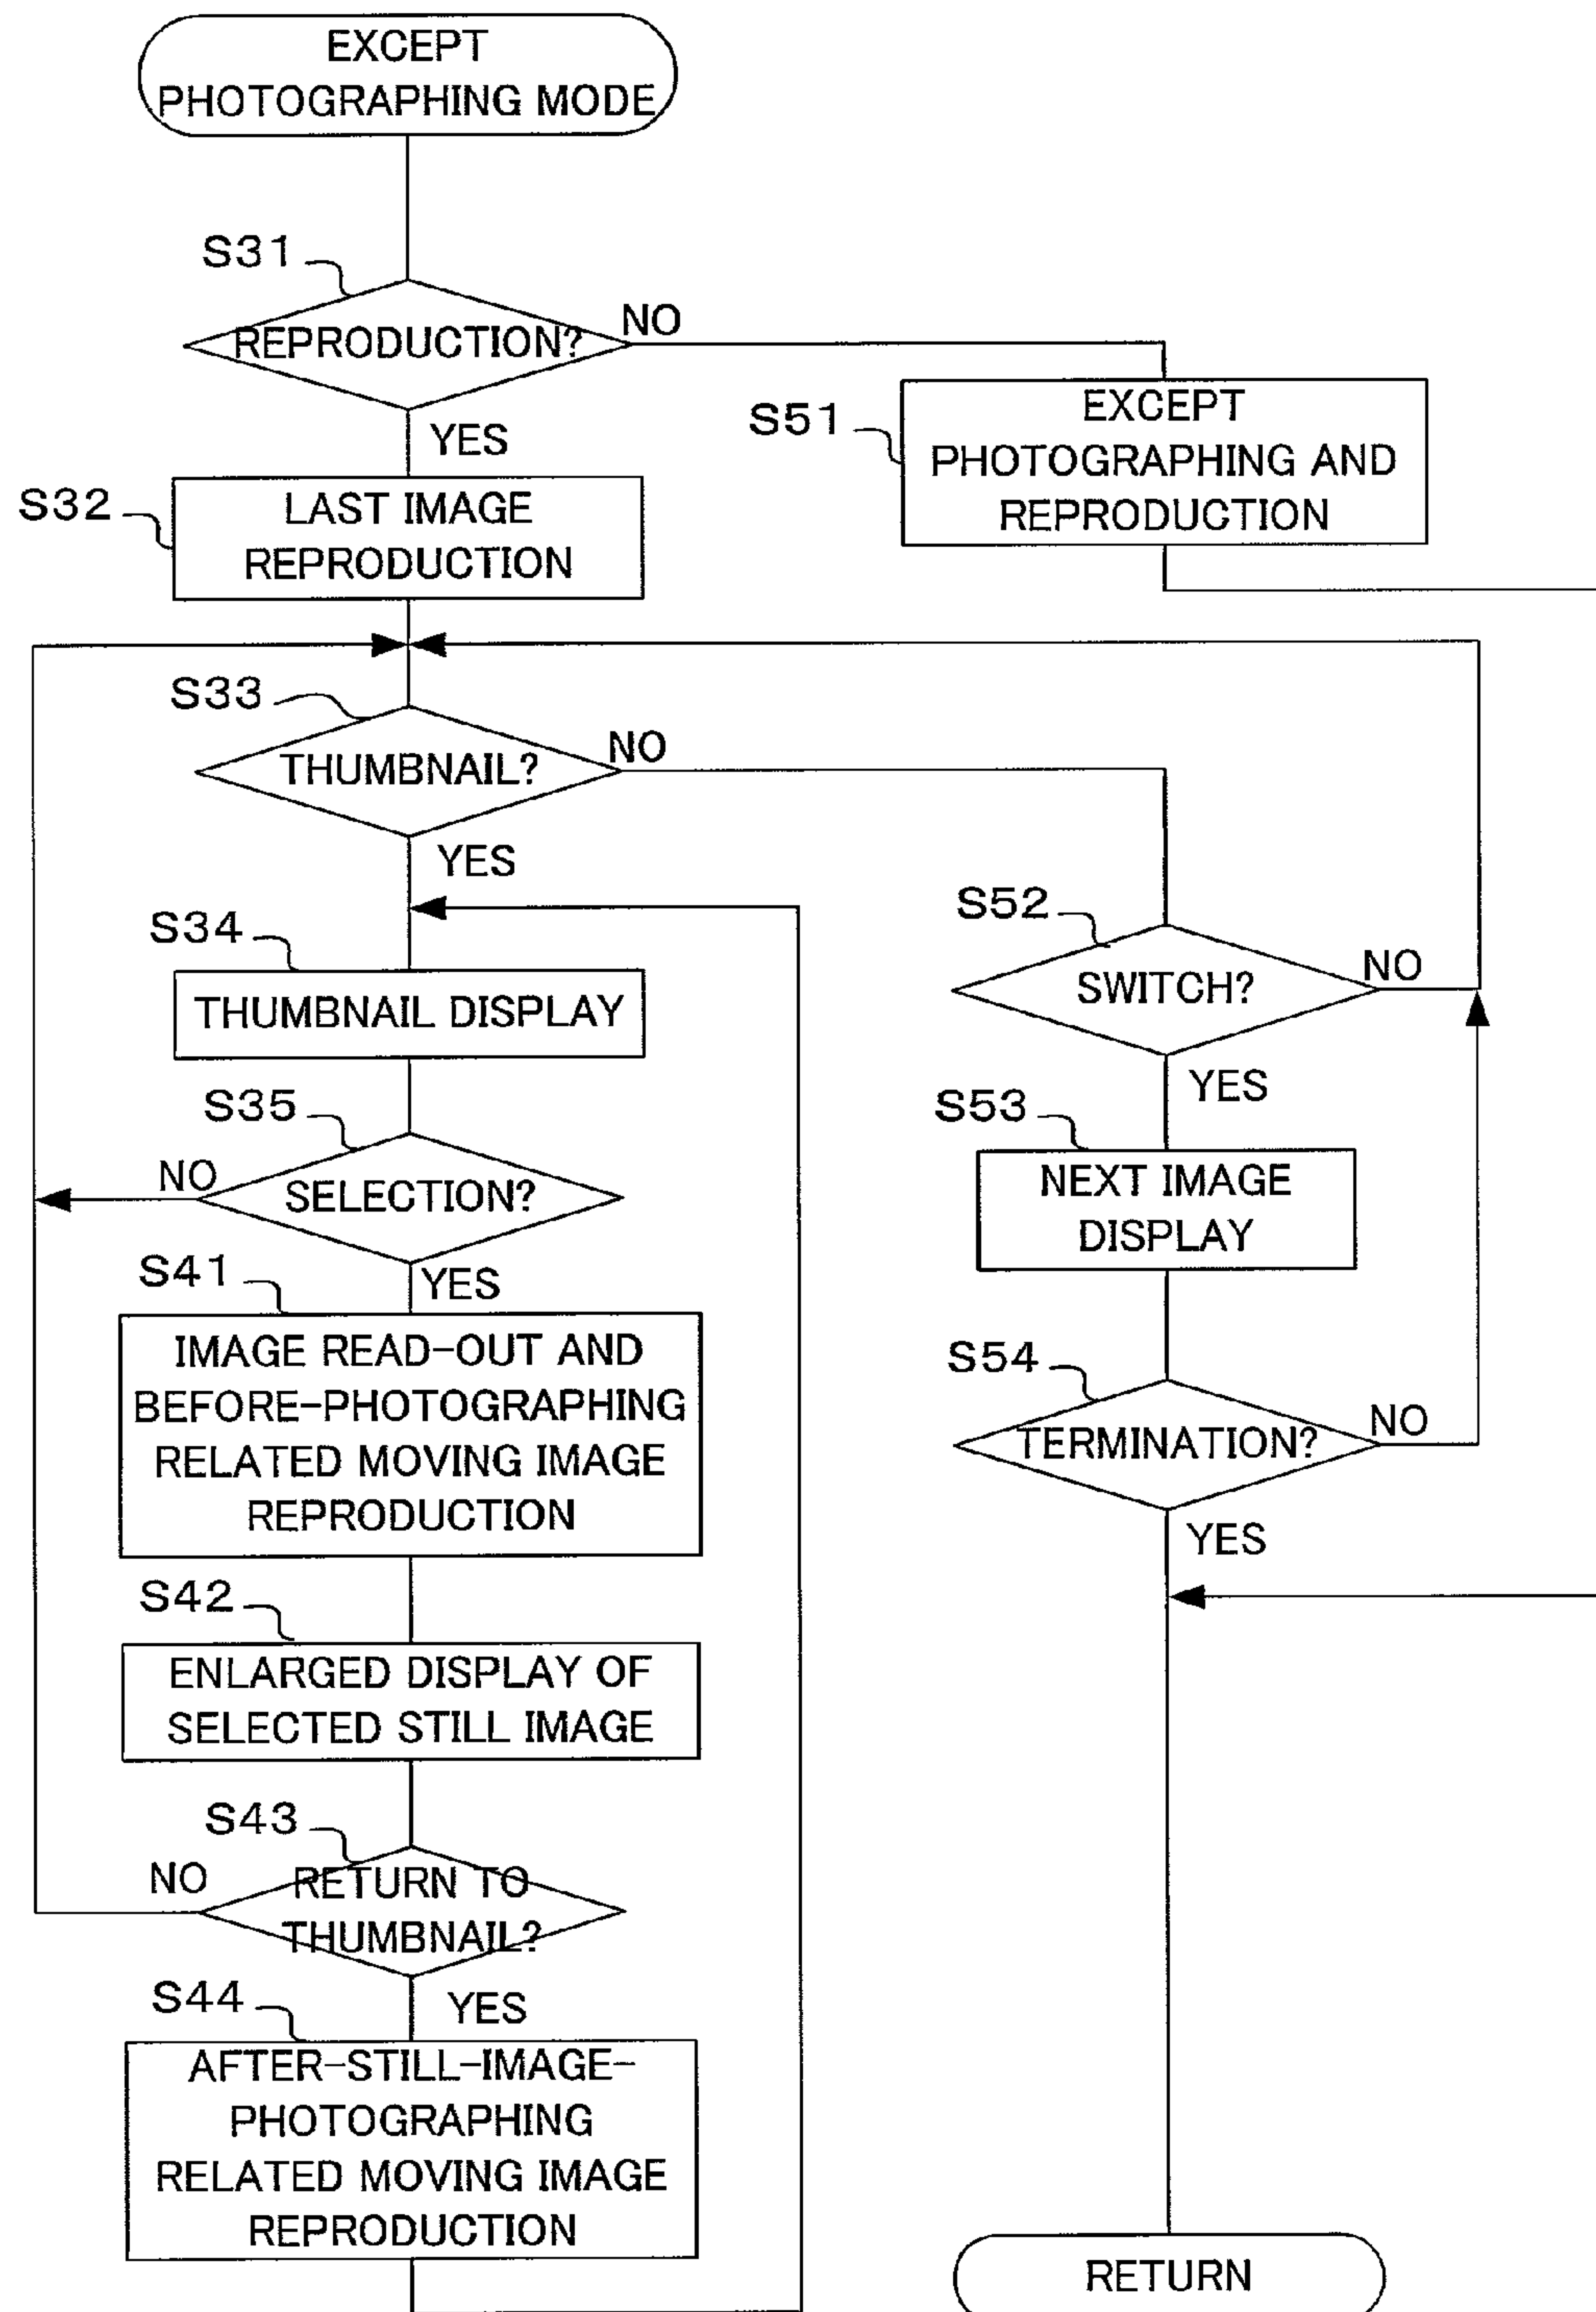 EXCEPT
PHOTOGRAPHING MODE
S31
REPRODUCTION?
NO
YES
S51
EXCEPT
PHOTOGRAPHING AND
REPRODUCTION
S32
LAST IMAGE
REPRODUCTION
S33
THUMBNAIL?
NO
YES
S34
THUMBNAIL DISPLAY
S35
SELECTION?
NO
YES
S41
IMAGE READ-OUT AND
BEFORE-PHOTOGRAPHING
RELATED MOVING IMAGE
REPRODUCTION
S42
ENLARGED DISPLAY OF
SELECTED STILL IMAGE
S43
RETURN TO
THUMBNAIL?
NO
YES
S44
AFTER-STILL-IMAGE-
PHOTOGRAPHING
RELATED MOVING IMAGE
REPRODUCTION
S52
SWITCH?
NO
YES
S53
NEXT IMAGE
DISPLAY
S54
TERMINATION?
NO
YES
RETURN